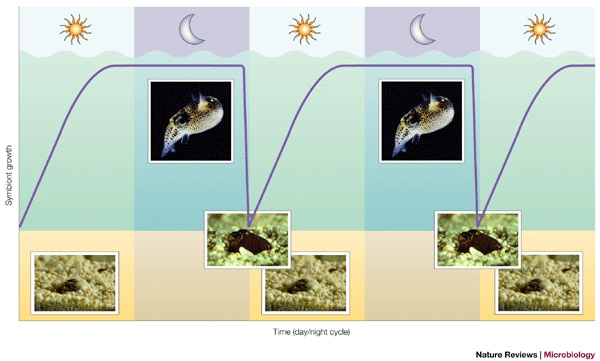 Symbiont growth
Time (day/night cycle)
Nature Reviews | Microbiology